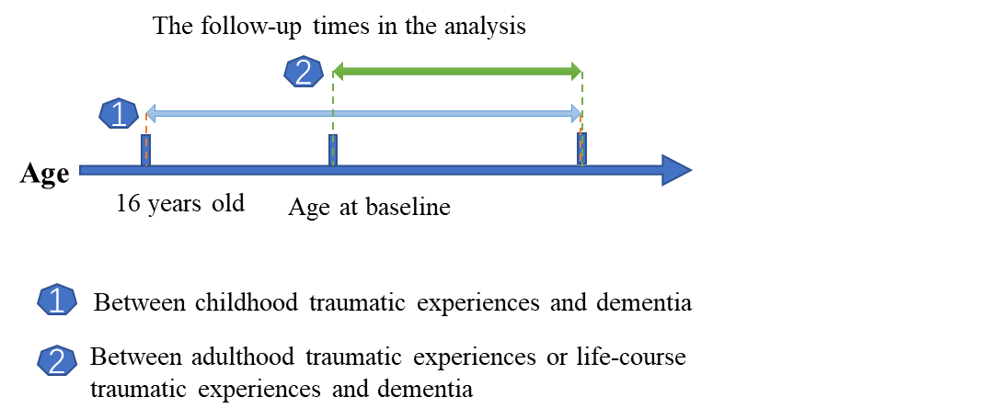 The follow-up times in the analysis
2
1
Age
16 years old
Age at baseline
1 Between childhood traumatic experiences and dementia
2 Between adulthood traumatic experiences or life-course
traumatic experiences and dementia